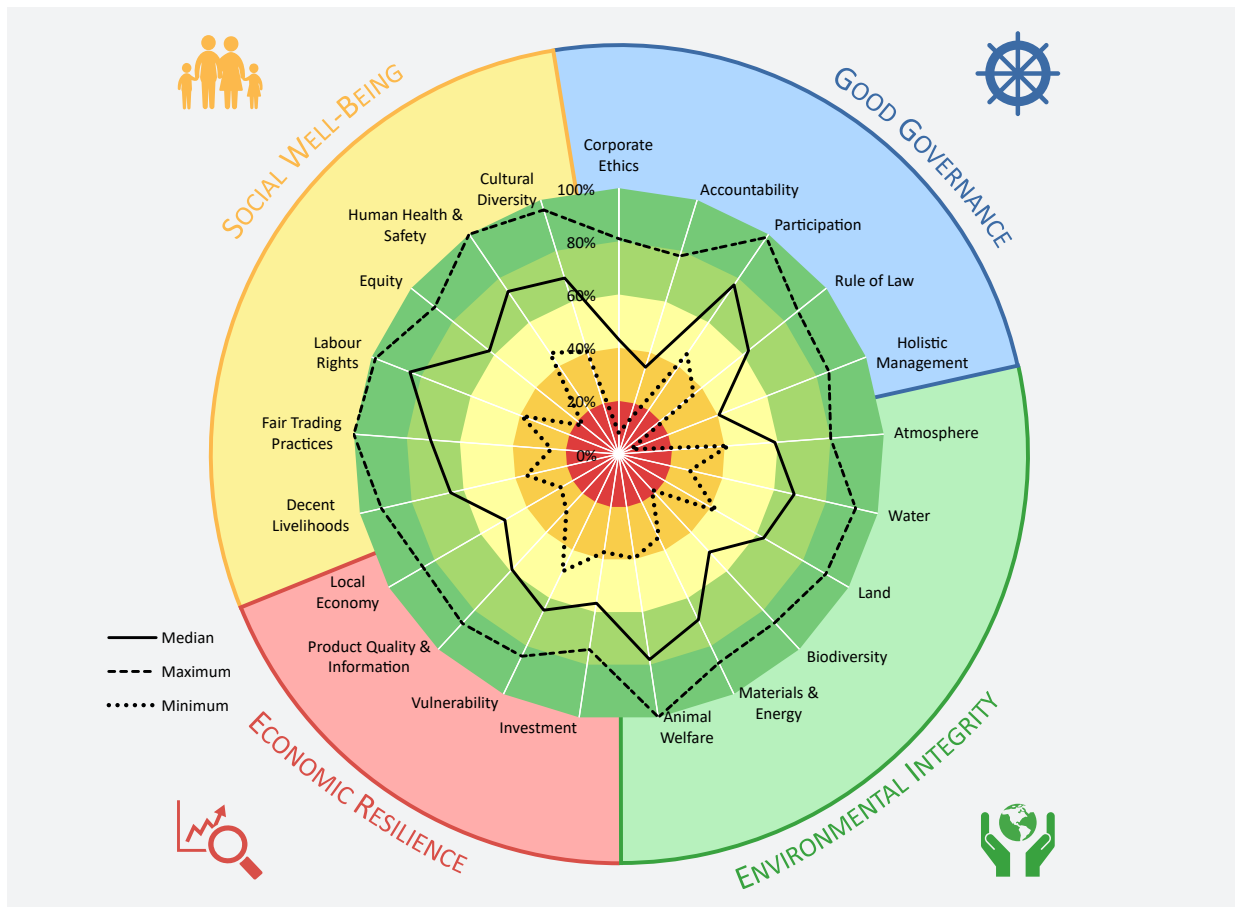 SOCIAL WELL-BEING
GOOD GOVERNANCE
Corporate
Ethics
Accountability
Participation
Rule of Law
Holistic
Management
Atmosphere
Water
Land
Biodiversity
Materials &
Energy
Animal
Welfare
Investment
Vulnerability
Product Quality &
Information
Local
Economy
Decent
Livelihoods
Fair Trading
Practices
Labour
Rights
Equity
Human Health &
Safety
Cultural
Diversity
100%
80%
60%
40%
20%
0%
Median
Maximum
Minimum
ECONOMIC RESILIENCE
ENVIRONMENTAL INTEGRITY